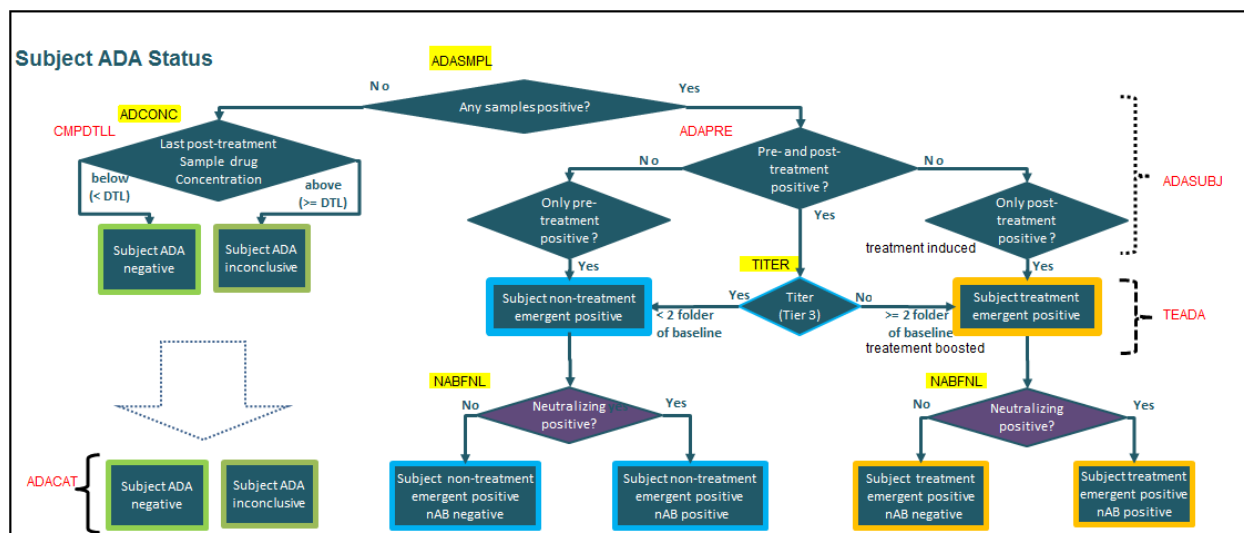 Subject ADA Status
ADASMPL
No
Yes
Any samples positive?
ADCONC
CMPDTLL
Last post-treatment
Sample drug
Concentration
below
(< DTL)
above
(>= DTL)
Subject ADA
negative
Subject ADA
inconclusive
ADAPRE
Pre- and post-
treatment
positive?
No
No
Yes
Only pre-
treatment
positive?
Only post-
treatment
positive?
ADASUBJ
treatment induced
Yes
Yes
TITER
Subject non-treatment
emergent positive
Yes
Titer
(Tier 3)
No
Subject treatment
emergent positive
< 2 folder
of baseline
>= 2 folder
of baseline
treatement boosted
TEADA
NABFNL
No
Neutralizing
positive?
yes
Yes
NABFNL
No
Neutralizing
positive?
Yes
ADACAT
Subject ADA
negative
Subject ADA
inconclusive
Subject non-treatment
emergent positive
nAB negative
Subject non-treatment
emergent positive
nAB positive
Subject treatment
emergent positive
nAB negative
Subject treatment
emergent positive
nAB positive